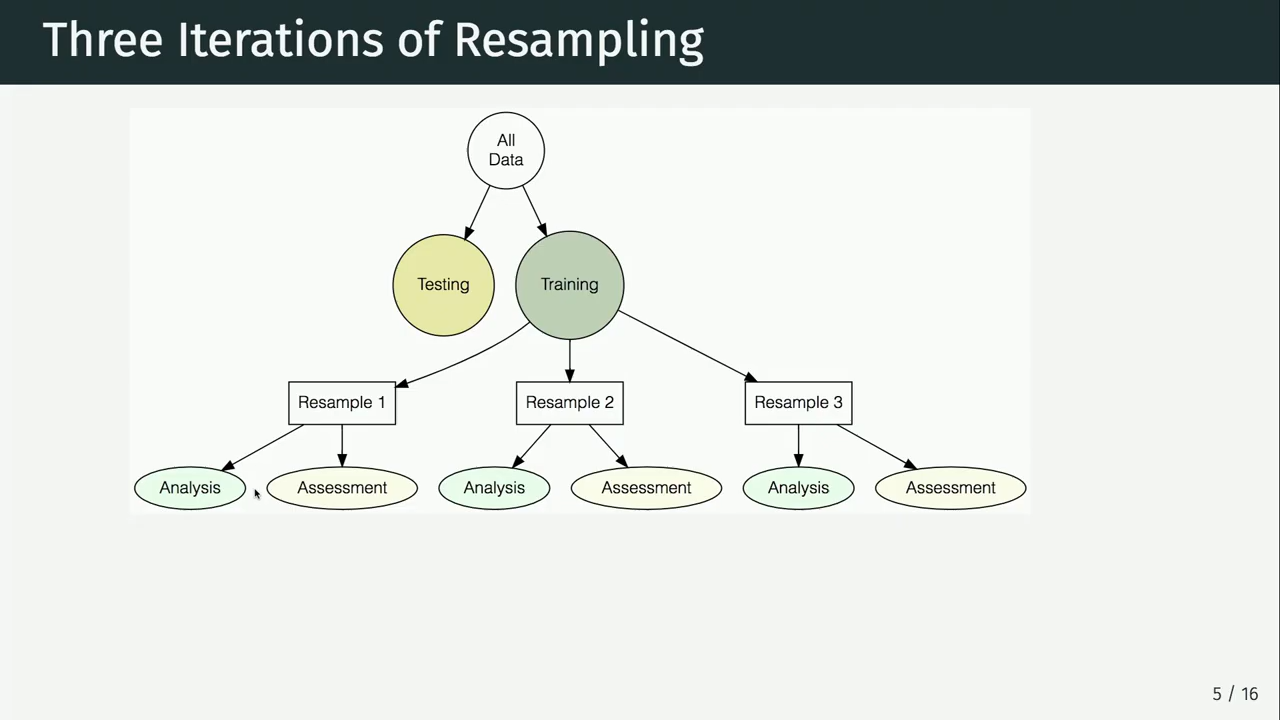 Three Iterations of Resampling
All
Data
Testing
Training
Resample 1
Resample 2
Resample 3
Analysis
Assessment
Analysis
Assessment
Analysis
Assessment
5 / 16